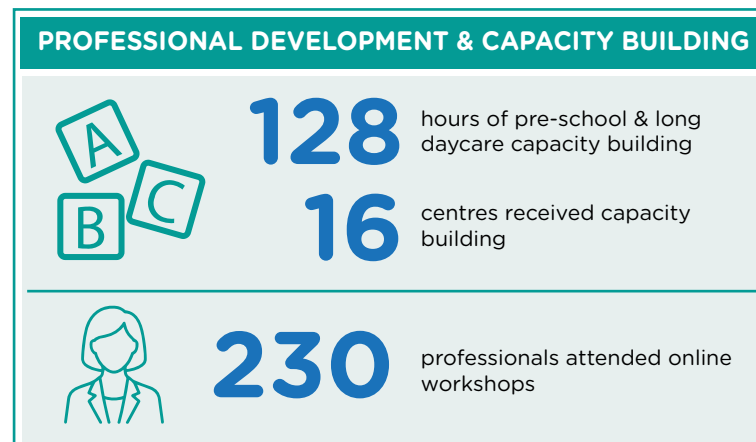 PROFESSIONAL DEVELOPMENT & CAPACITY BUILDING
A
B
C
128
hours of pre-school & long
daycare capacity building
16
centres received capacity
building
230
professionals attended online
workshops